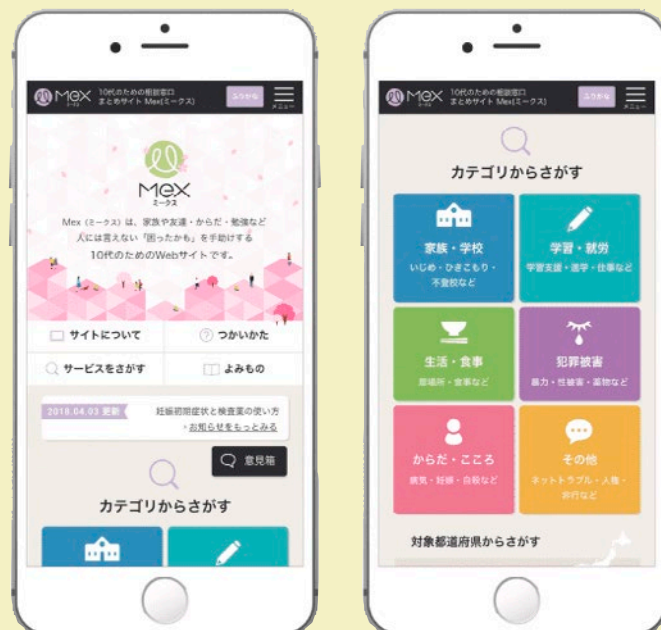 Mex
ミークス
10代のための相談窓口
まとめサイト Mex(ミークス)
ふりがな
メニュー
Mex
ミークス
Mex（ミークス）は、家族や友達・からだ・勉強など
人には言えない「困ったかも」を手助けする
10代のためのWebサイトです。
サイトについて
つかいかた
サービスをさがす
よみもの
2018.04.03 更新
妊娠初期症状と検査薬の使い方
お知らせをもっとみる
意見箱
カテゴリからさがす
Mex
ミークス
10代のための相談窓口
まとめサイト Mex(ミークス)
ふりがな
メニュー
カテゴリからさがす
家族・学校
いじめ・ひきこもり・
不登校など
学習・就労
学習支援・進学・仕事など
生活・食事
居場所・食事など
犯罪被害
暴力・性被害・薬物など
からだ・こころ
病気・妊娠・自殺など
その他
ネットトラブル・人権・
非行など
対象都道府県からさがす